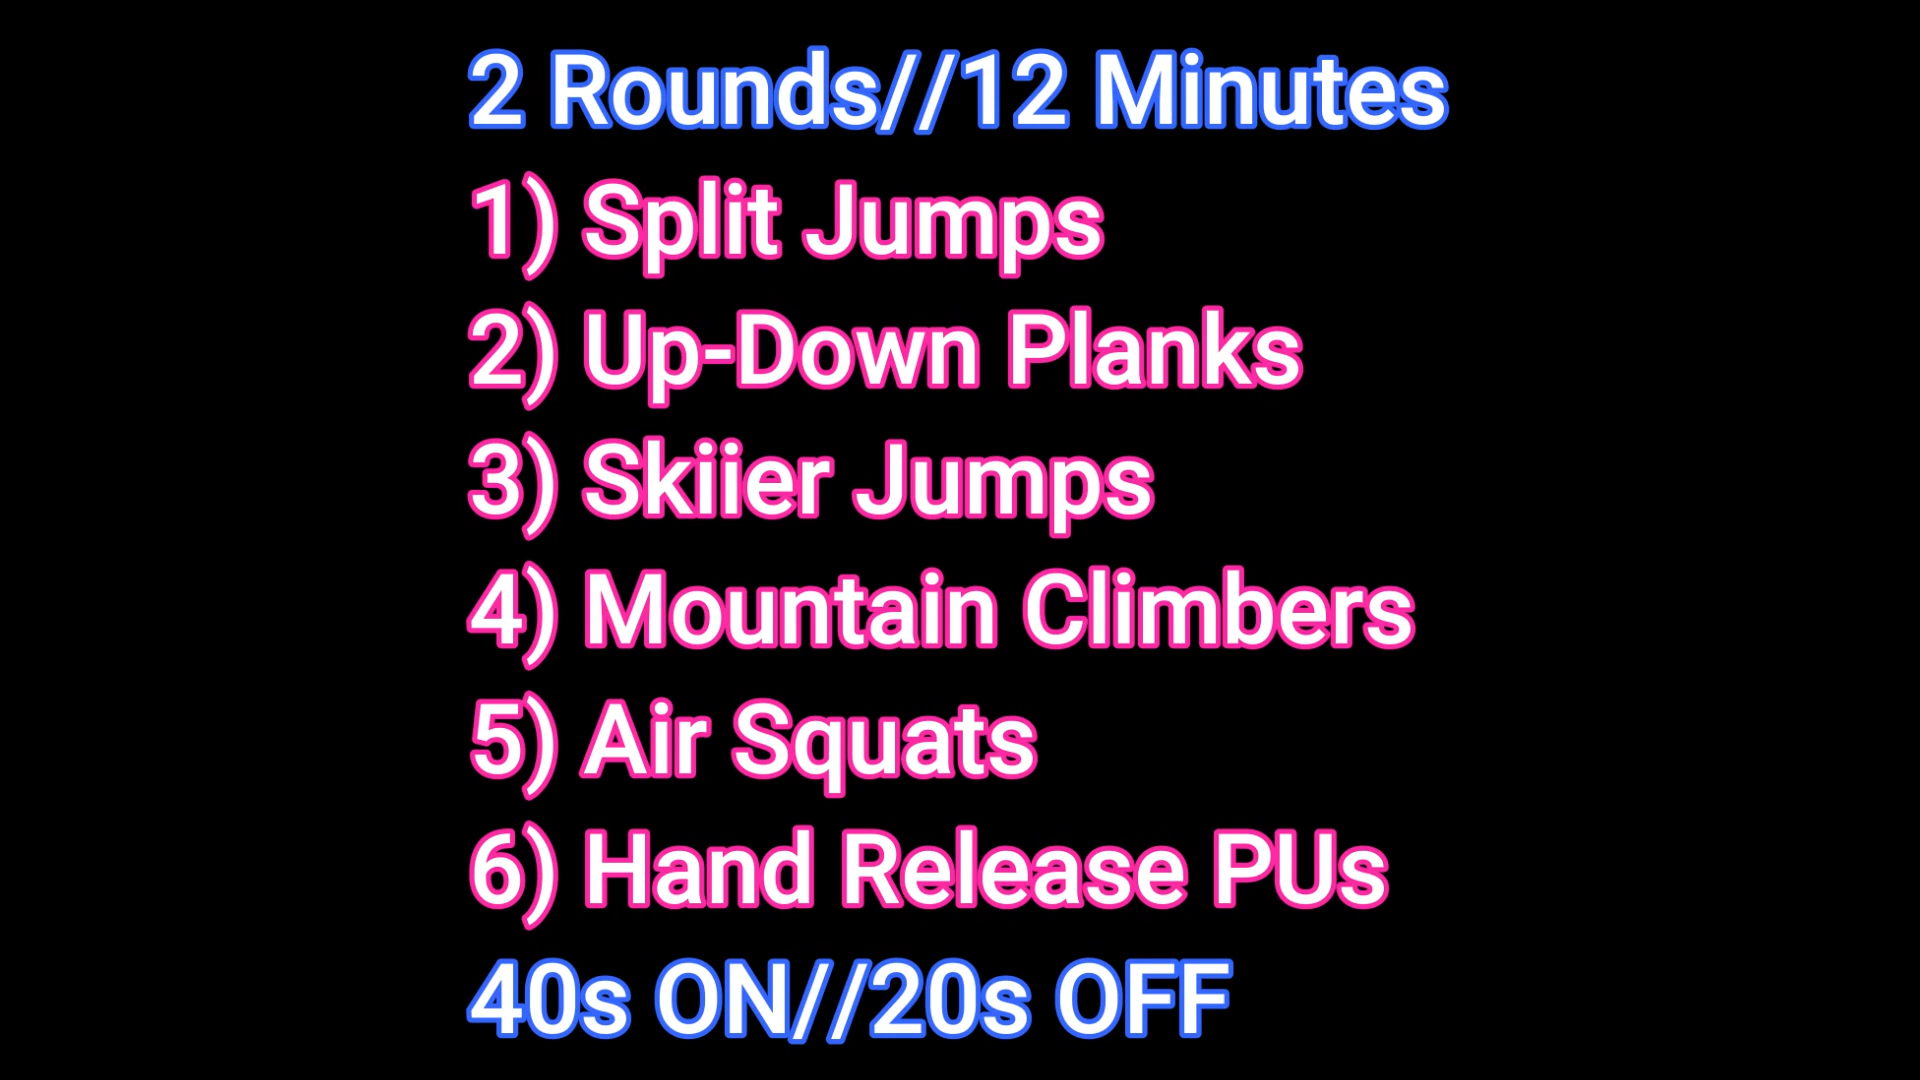 2 Rounds//12 Minutes
1) Split Jumps
2) Up-Down Planks
3) Skiier Jumps
4) Mountain Climbers
5) Air Squats
6) Hand Release PUs
40s ON//20s OFF